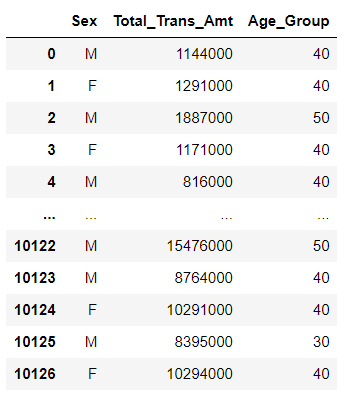 Sex Total_Trans_Amt Age_Group
0 M 1144000 40
1 F 1291000 40
2 M 1887000 50
3 F 1171000 40
4 M 816000 40
... ... ... ...
10122 M 15476000 50
10123 M 8764000 40
10124 F 10291000 40
10125 M 8395000 30
10126 F 10294000 40